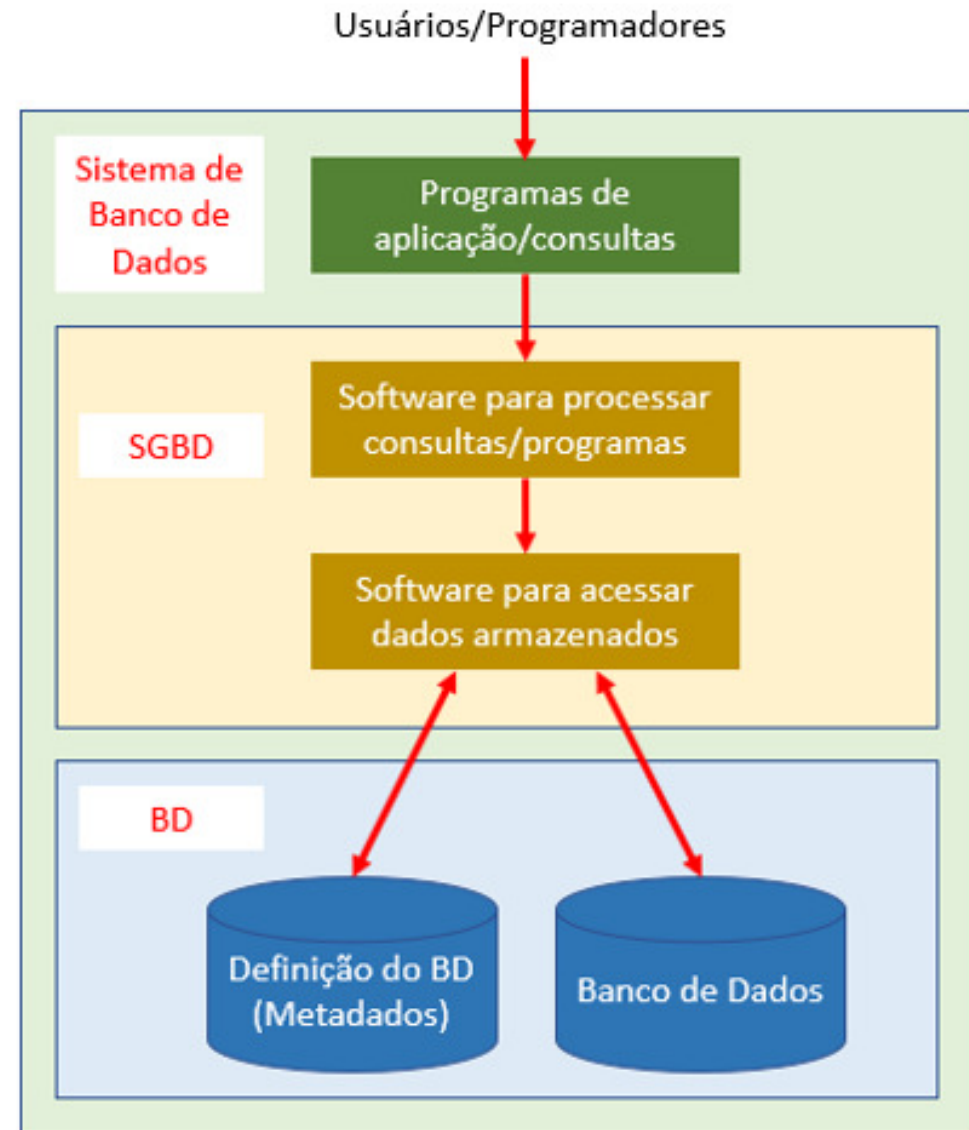 Usuários/Programadores
Sistema de
Banco de
Dados
Programas de
aplicação/consultas
SGBD
Software para processar
consultas/programas
Software para acessar
dados armazenados
BD
Definição do BD
(Metadados)
Banco de Dados